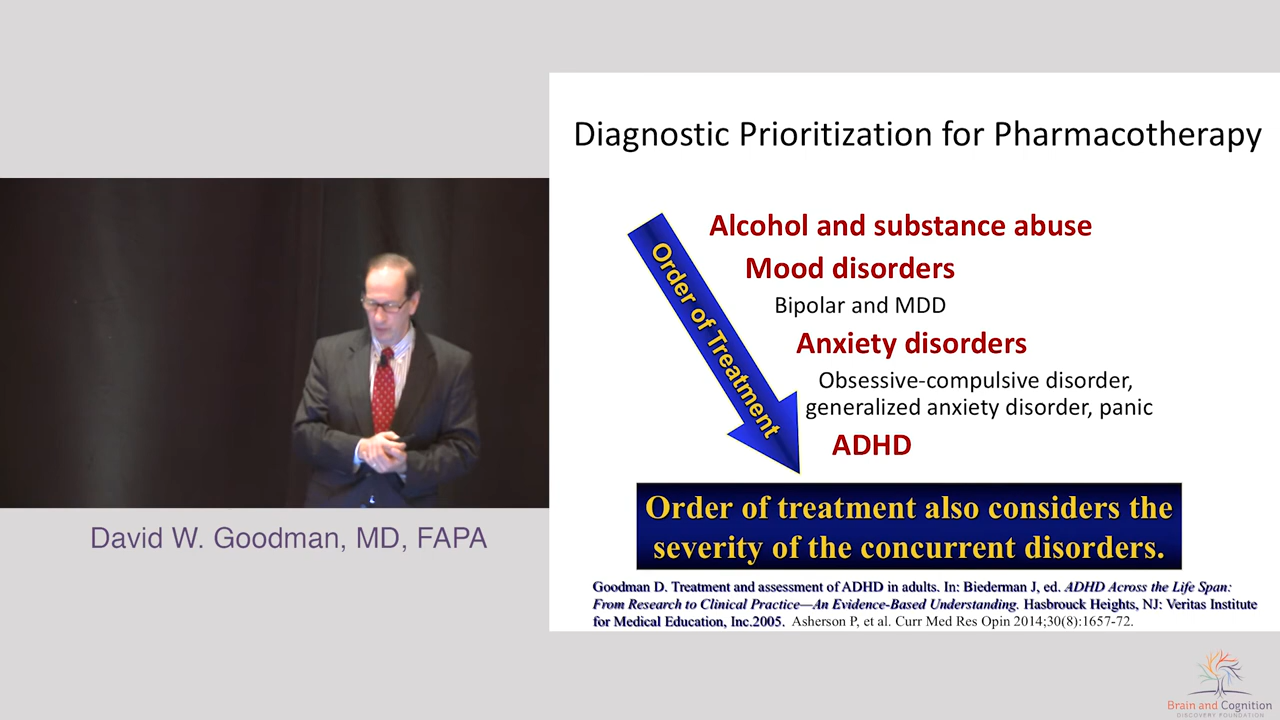 Diagnostic Prioritization for Pharmacotherapy
Order of Treatment
Alcohol and substance abuse
Mood disorders
Bipolar and MDD
Anxiety disorders
Obsessive-compulsive disorder,
generalized anxiety disorder, panic
ADHD
Order of treatment also considers the
severity of the concurrent disorders.
Goodman D. Treatment and assessment of ADHD in adults. In: Biederman J, ed. ADHD Across the Life Span:
From Research to Clinical Practice—An Evidence-Based Understanding. Hasbrouck Heights, NJ: Veritas Institute
for Medical Education, Inc.2005. Asherson P, et al. Curr Med Res Opin 2014;30(8):1657-72.
David W. Goodman, MD, FAPA
Brain and Cognition
DISCOVERY FOUNDATION